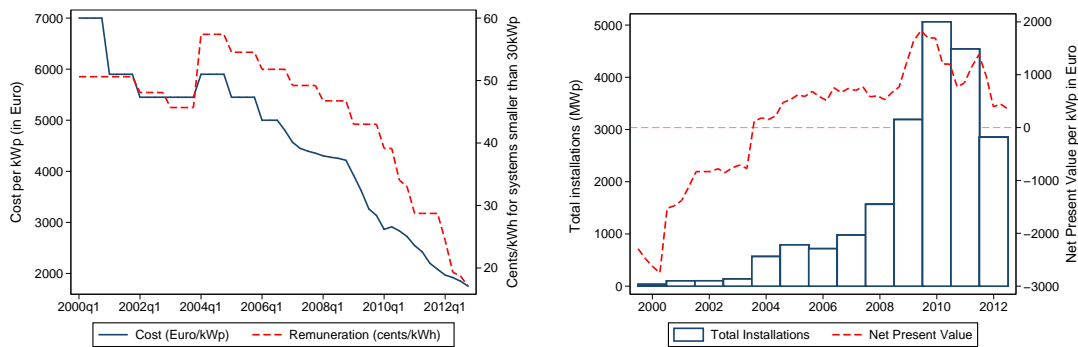 7000
6000
5000
4000
3000
2000
Cost per kWp (in Euro)
60
50
40
30
20
Cents/kWh for systems smaller than 30kWp
2000q1 2002q1 2004q1 2006q1 2008q1 2010q1 2012q1
Cost (Euro/kWp) Remuneration (cents/kWh)
5000
4000
3000
2000
1000
0
Total installations (MWp)
2000
1000
0
−1000
−2000
−3000
Net Present Value per kWp in Euro
2000 2002 2004 2006 2008 2010 2012
Total Installations Net Present Value